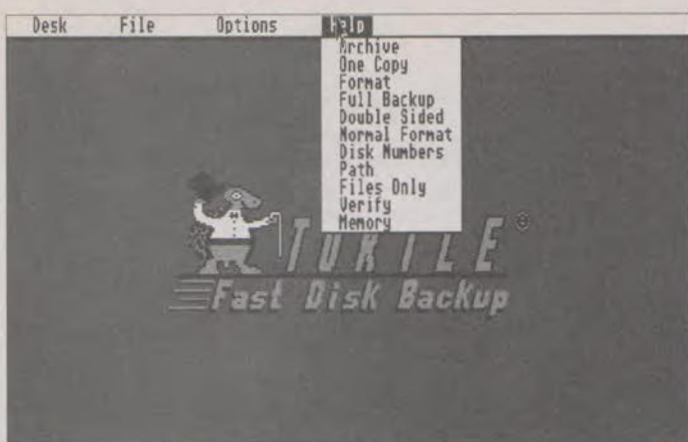 Desk File Options Help
Archive
One Copy
Format
Full Backup
Double Sided
Normal Format
Disk Numbers
Path
Files Only
Verify
Memory
TURTLE®
Fast Disk Backup